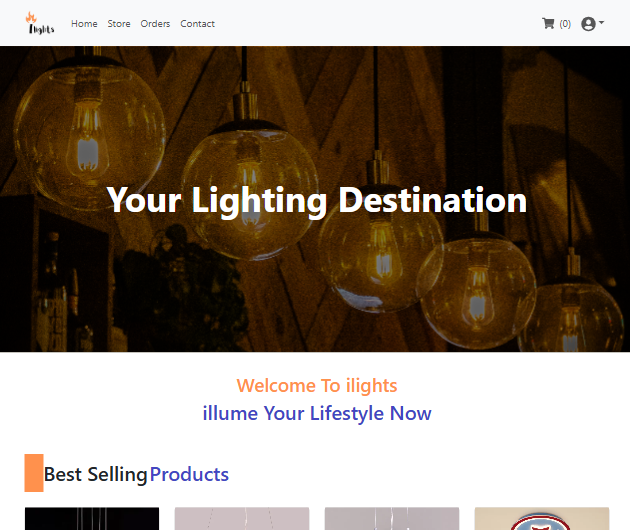 ilights
Home Store Orders Contact (0)
Your Lighting Destination
Welcome To ilights
illume Your Lifestyle Now
Best Selling Products